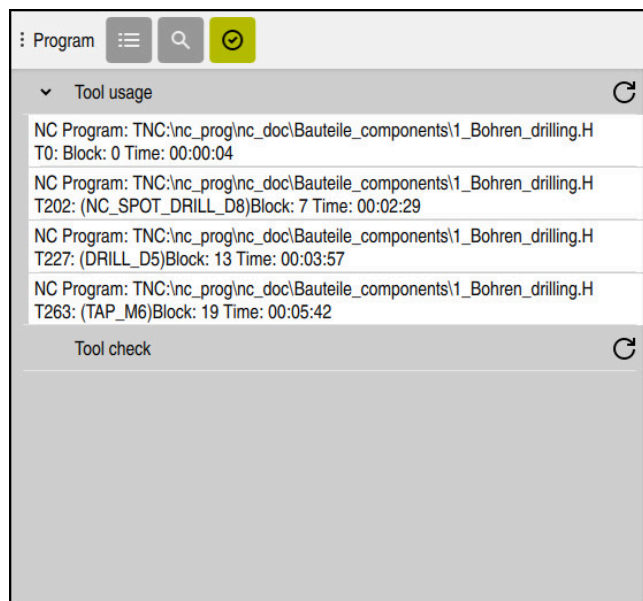 Program
Tool usage
NC Program: TNC:\nc_prog\nc_doc\Bauteile_components\1_Bohren_drilling.H
T0: Block: 0 Time: 00:00:04
NC Program: TNC:\nc_prog\nc_doc\Bauteile_components\1_Bohren_drilling.H
T202: (NC_SPOT_DRILL_D8)Block: 7 Time: 00:02:29
NC Program: TNC:\nc_prog\nc_doc\Bauteile_components\1_Bohren_drilling.H
T227: (DRILL_D5)Block: 13 Time: 00:03:57
NC Program: TNC:\nc_prog\nc_doc\Bauteile_components\1_Bohren_drilling.H
T263: (TAP_M6)Block: 19 Time: 00:05:42
Tool check